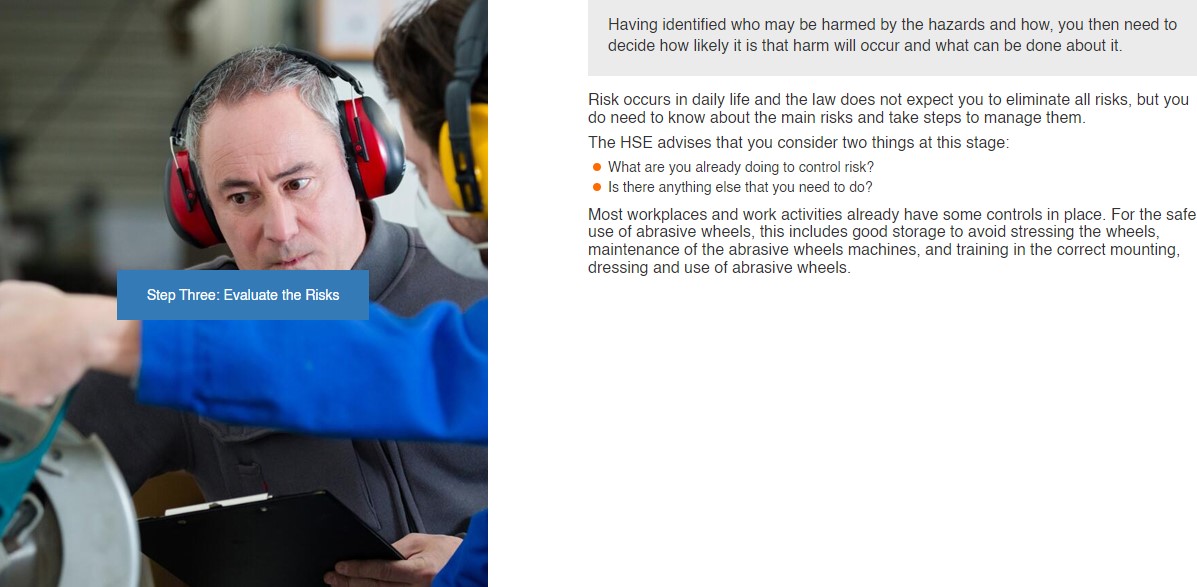 Step Three: Evaluate the Risks
Having identified who may be harmed by the hazards and how, you then need to
decide how likely it is that harm will occur and what can be done about it.
Risk occurs in daily life and the law does not expect you to eliminate all risks, but you
do need to know about the main risks and take steps to manage them.
The HSE advises that you consider two things at this stage:
What are you already doing to control risk?
Is there anything else that you need to do?
Most workplaces and work activities already have some controls in place. For the safe
use of abrasive wheels, this includes good storage to avoid stressing the wheels,
maintenance of the abrasive wheels machines, and training in the correct mounting,
dressing and use of abrasive wheels.